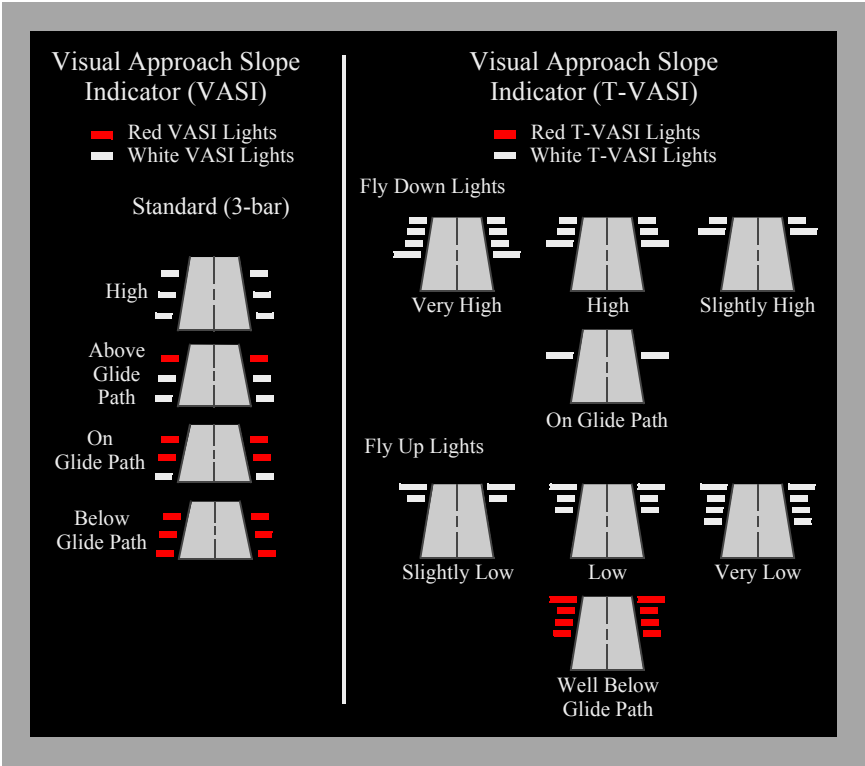 Visual Approach Slope
Indicator (VASI)
Red VASI Lights
White VASI Lights
Standard (3-bar)
High
Above
Glide
Path
On
Glide Path
Below
Glide Path
Visual Approach Slope
Indicator (T-VASI)
Red T-VASI Lights
White T-VASI Lights
Fly Down Lights
Very High
High
Slightly High
On Glide Path
Fly Up Lights
Slightly Low
Low
Very Low
Well Below
Glide Path